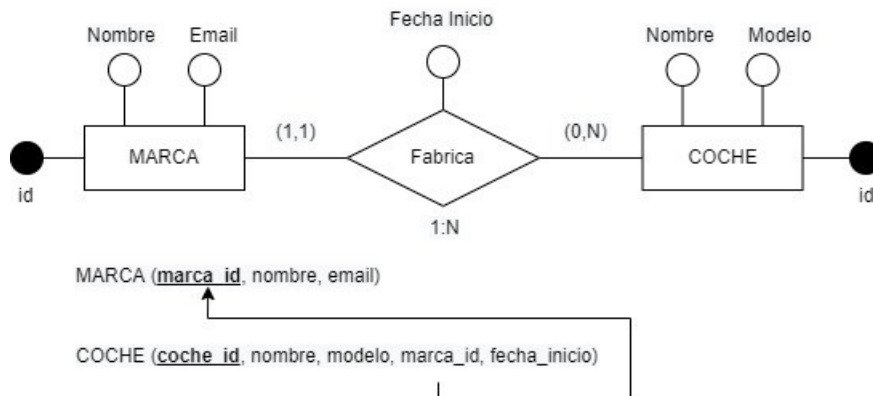 Fecha Inicio
Nombre Email
Nombre Modelo
(1,1)
(0,N)
MARCA
Fabrica
COCHE
id
id
1:N
MARCA (marca_id, nombre, email)
COCHE (coche_id, nombre, modelo, marca_id, fecha_inicio)